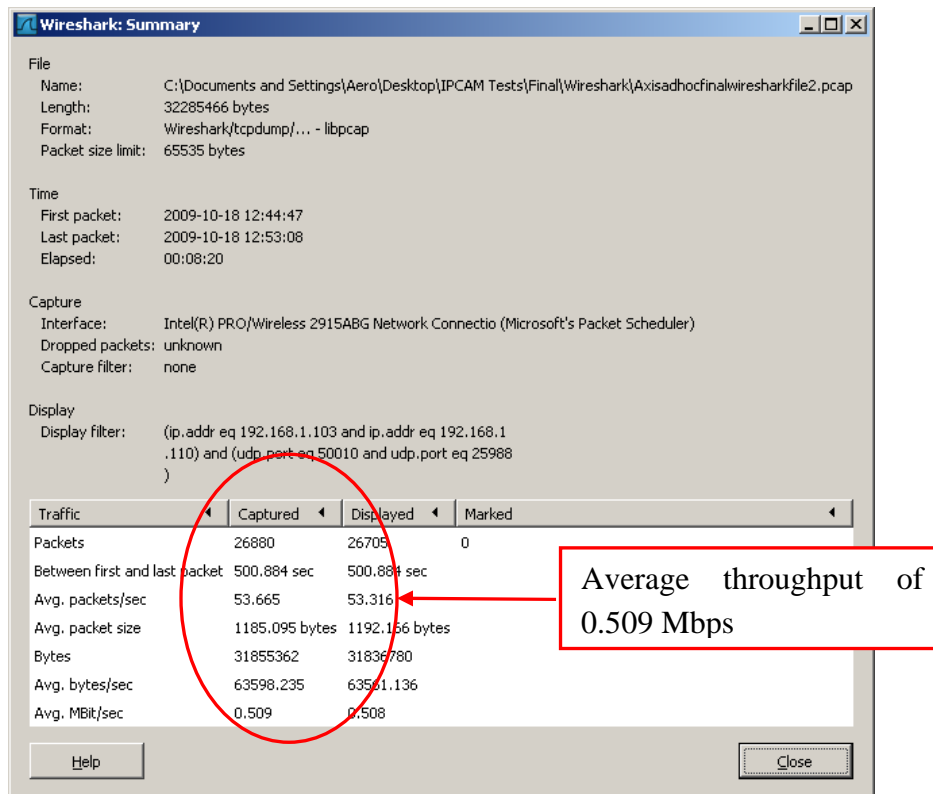 Wireshark: Summary
File
Name: C:\Documents and Settings\Aero\Desktop\IPCAM Tests\Final\Wireshark\Axisadhocfinalwiresharkfile2.pcap
Length: 32285466 bytes
Format: Wireshark/tcpdump/... - libpcap
Packet size limit: 65535 bytes
Time
First packet: 2009-10-18 12:44:47
Last packet: 2009-10-18 12:53:08
Elapsed: 00:08:20
Capture
Interface: Intel(R) PRO/Wireless 2915ABG Network Connectio (Microsoft's Packet Scheduler)
Dropped packets: unknown
Capture filter: none
Display
Display filter: (ip.addr eq 192.168.1.103 and ip.addr eq 192.168.1
.110) and (udp.port eq 50010 and udp.port eq 25988
)
Traffic Captured Displayed Marked
Packets 26880 26705 0
Between first and last packet 500.884 sec 500.884 sec
Avg. packets/sec 53.665 53.316
Avg. packet size 1185.095 bytes 1192.166 bytes
Bytes 31855362 31836780
Avg. bytes/sec 63598.235 63561.136
Avg. MBit/sec 0.509 0.508
Average throughput of
0.509 Mbps
Help Close